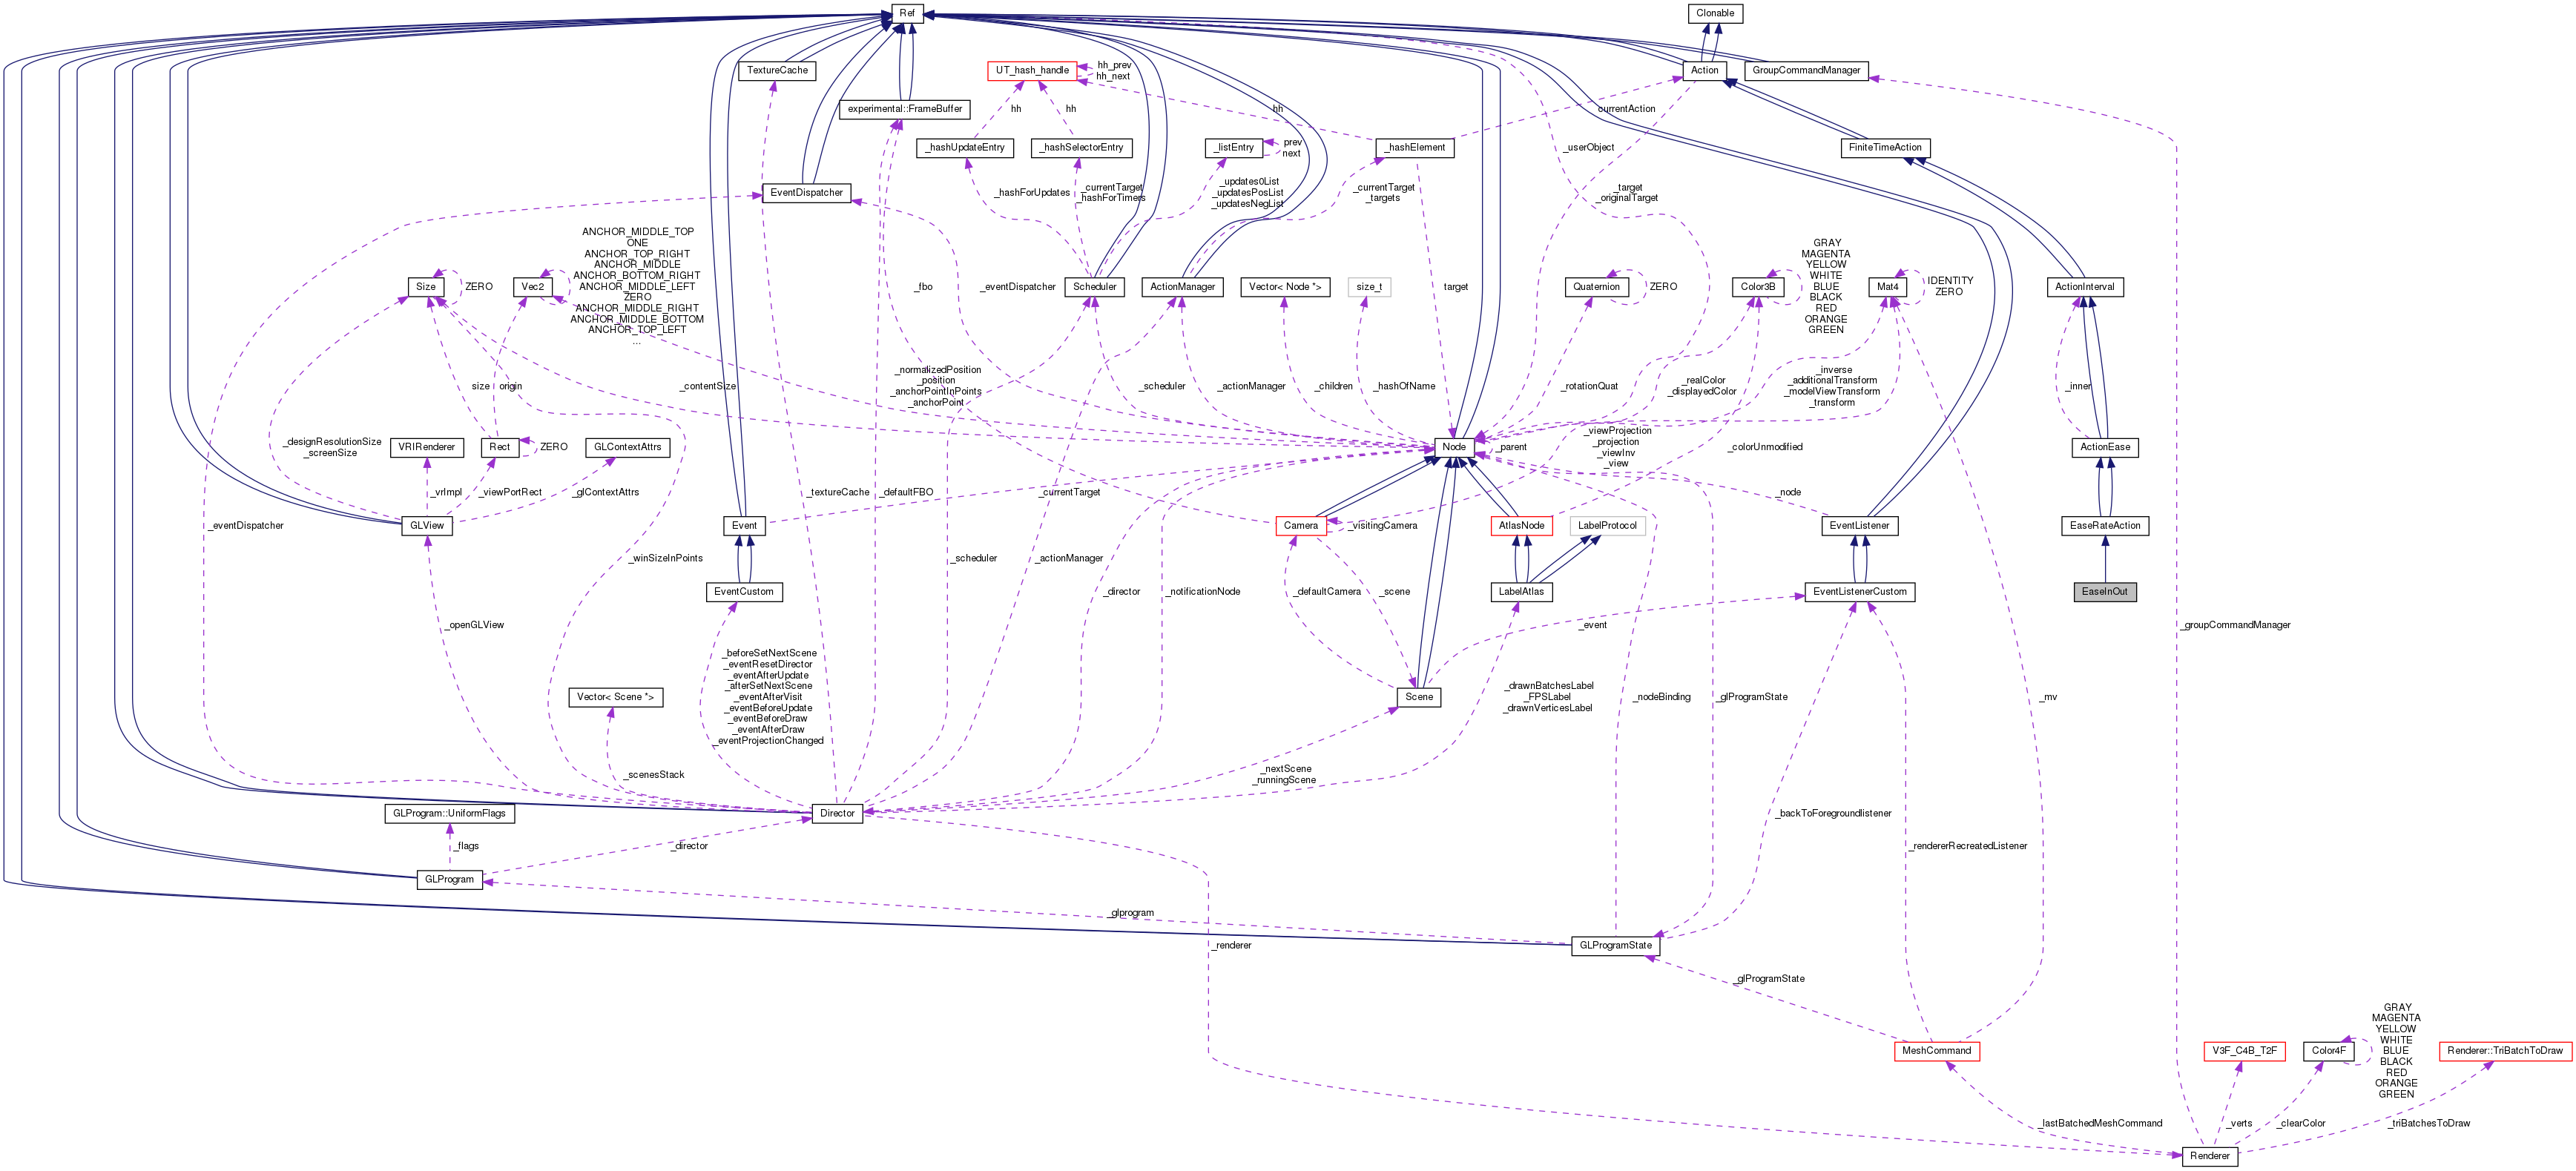 Ref
Clonable
TextureCache
UT_hash_handle
hh_prev
hh_next
Action
GroupCommandManager
experimental::FrameBuffer
hh
hh
hh
currentAction
_hashUpdateEntry
_hashSelectorEntry
_listEntry
prev
next
_hashElement
_userObject
FiniteTimeAction
EventDispatcher
_hashForUpdates
_currentTarget
_hashForTimers
_updates0List
_updatesPosList
_updatesNegList
_currentTarget
_targets
_target
_originalTarget
ANCHOR_MIDDLE_TOP
ONE
ANCHOR_TOP_RIGHT
ANCHOR_MIDDLE
ANCHOR_BOTTOM_RIGHT
ANCHOR_MIDDLE_LEFT
ZERO
ANCHOR_MIDDLE_RIGHT
ANCHOR_MIDDLE_BOTTOM
ANCHOR_TOP_LEFT
...
GRAY
MAGENTA
YELLOW
WHITE
BLUE
BLACK
RED
ORANGE
GREEN
Size
ZERO
Vec2
_fbo
_eventDispatcher
Scheduler
ActionManager
Vector< Node *>
size_t
target
Quaternion
ZERO
Color3B
Mat4
IDENTITY
ZERO
ActionInterval
size
origin
_contentSize
_normalizedPosition
_position
_anchorPointInPoints
_anchorPoint
_scheduler
_actionManager
_children
_hashOfName
_rotationQuat
_realColor
_displayedColor
_inverse
_additionalTransform
_modelViewTransform
_transform
_inner
_designResolutionSize
_screenSize
VRIRenderer
Rect
ZERO
GLContextAttrs
Node
_parent
_viewProjection
_projection
_viewInv
_view
_colorUnmodified
ActionEase
_vrImpl
_viewPortRect
_glContextAttrs
_textureCache
_defaultFBO
_currentTarget
_node
_eventDispatcher
GLView
Event
Camera
_visitingCamera
AtlasNode
LabelProtocol
EventListener
EaseRateAction
_winSizeInPoints
_scheduler
_actionManager
EventCustom
_director
_notificationNode
_defaultCamera
_scene
LabelAtlas
EventListenerCustom
EaseInOut
_openGLView
_event
_groupCommandManager
_beforeSetNextScene
_eventResetDirector
_eventAfterUpdate
_afterSetNextScene
_eventAfterVisit
_eventBeforeUpdate
_eventBeforeDraw
_eventAfterDraw
_eventProjectionChanged
Vector< Scene *>
Scene
_drawnBatchesLabel
_FPSLabel
_drawnVerticesLabel
_nodeBinding
_glProgramState
_mv
_scenesStack
_nextScene
_runningScene
GLProgram::UniformFlags
Director
_backToForegroundlistener
_flags
_director
_rendererRecreatedListener
GLProgram
_glprogram
_renderer
GLProgramState
_glProgramState
GRAY
MAGENTA
YELLOW
WHITE
BLUE
BLACK
RED
ORANGE
GREEN
MeshCommand
V3F_C4B_T2F
Color4F
Renderer::TriBatchToDraw
_lastBatchedMeshCommand
_verts
_clearColor
_triBatchesToDraw
Renderer